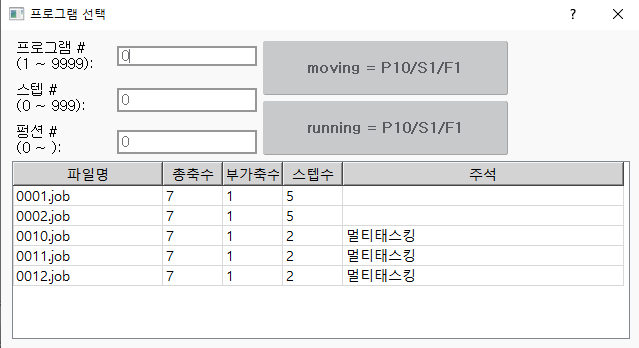 프로그램 선택
프로그램 #
(1 ~ 9999):
0
moving = P10/S1/F1
스텝 #
(0 ~ 999):
0
running = P10/S1/F1
펑션 #
(0 ~ ):
0
파일명 총축수 부가축수 스텝수 주석
0001.job 7 1 5
0002.job 7 1 5
0010.job 7 1 2 멀티태스킹
0011.job 7 1 2 멀티태스킹
0012.job 7 1 2 멀티태스킹